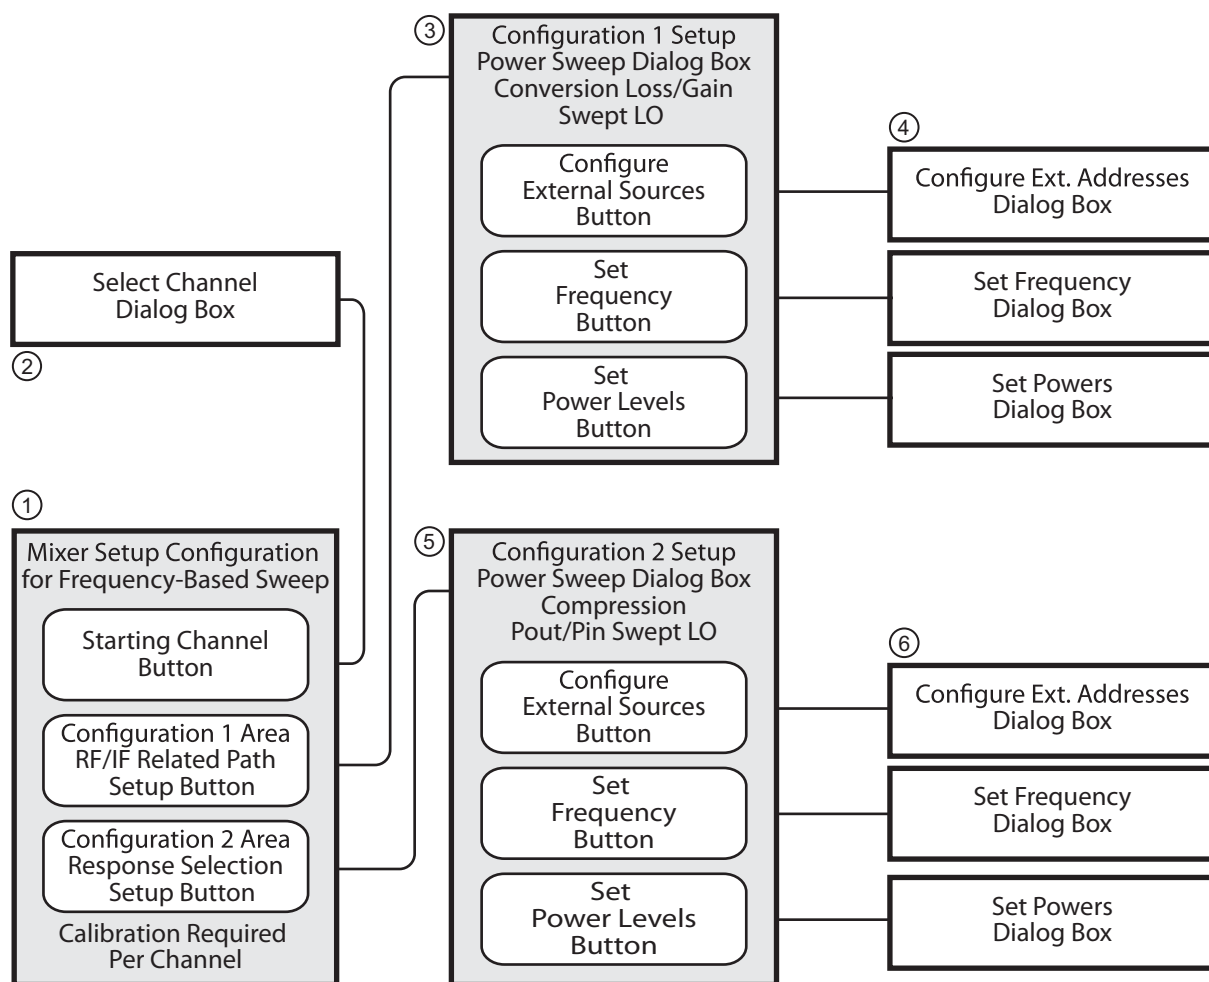 ③
Configuration 1 Setup
Power Sweep Dialog Box
Conversion Loss/Gain
Swept LO
Configure
External Sources
Button
Set
Frequency
Button
Set
Power Levels
Button
④
Configure Ext. Addresses
Dialog Box
Set Frequency
Dialog Box
Set Powers
Dialog Box
Select Channel
Dialog Box
②
①
Mixer Setup Configuration
for Frequency-Based Sweep
Starting Channel
Button
Configuration 1 Area
RF/IF Related Path
Setup Button
Configuration 2 Area
Response Selection
Setup Button
Calibration Required
Per Channel
⑤
Configuration 2 Setup
Power Sweep Dialog Box
Compression
Pout/Pin Swept LO
Configure
External Sources
Button
Set
Frequency
Button
Set
Power Levels
Button
⑥
Configure Ext. Addresses
Dialog Box
Set Frequency
Dialog Box
Set Powers
Dialog Box